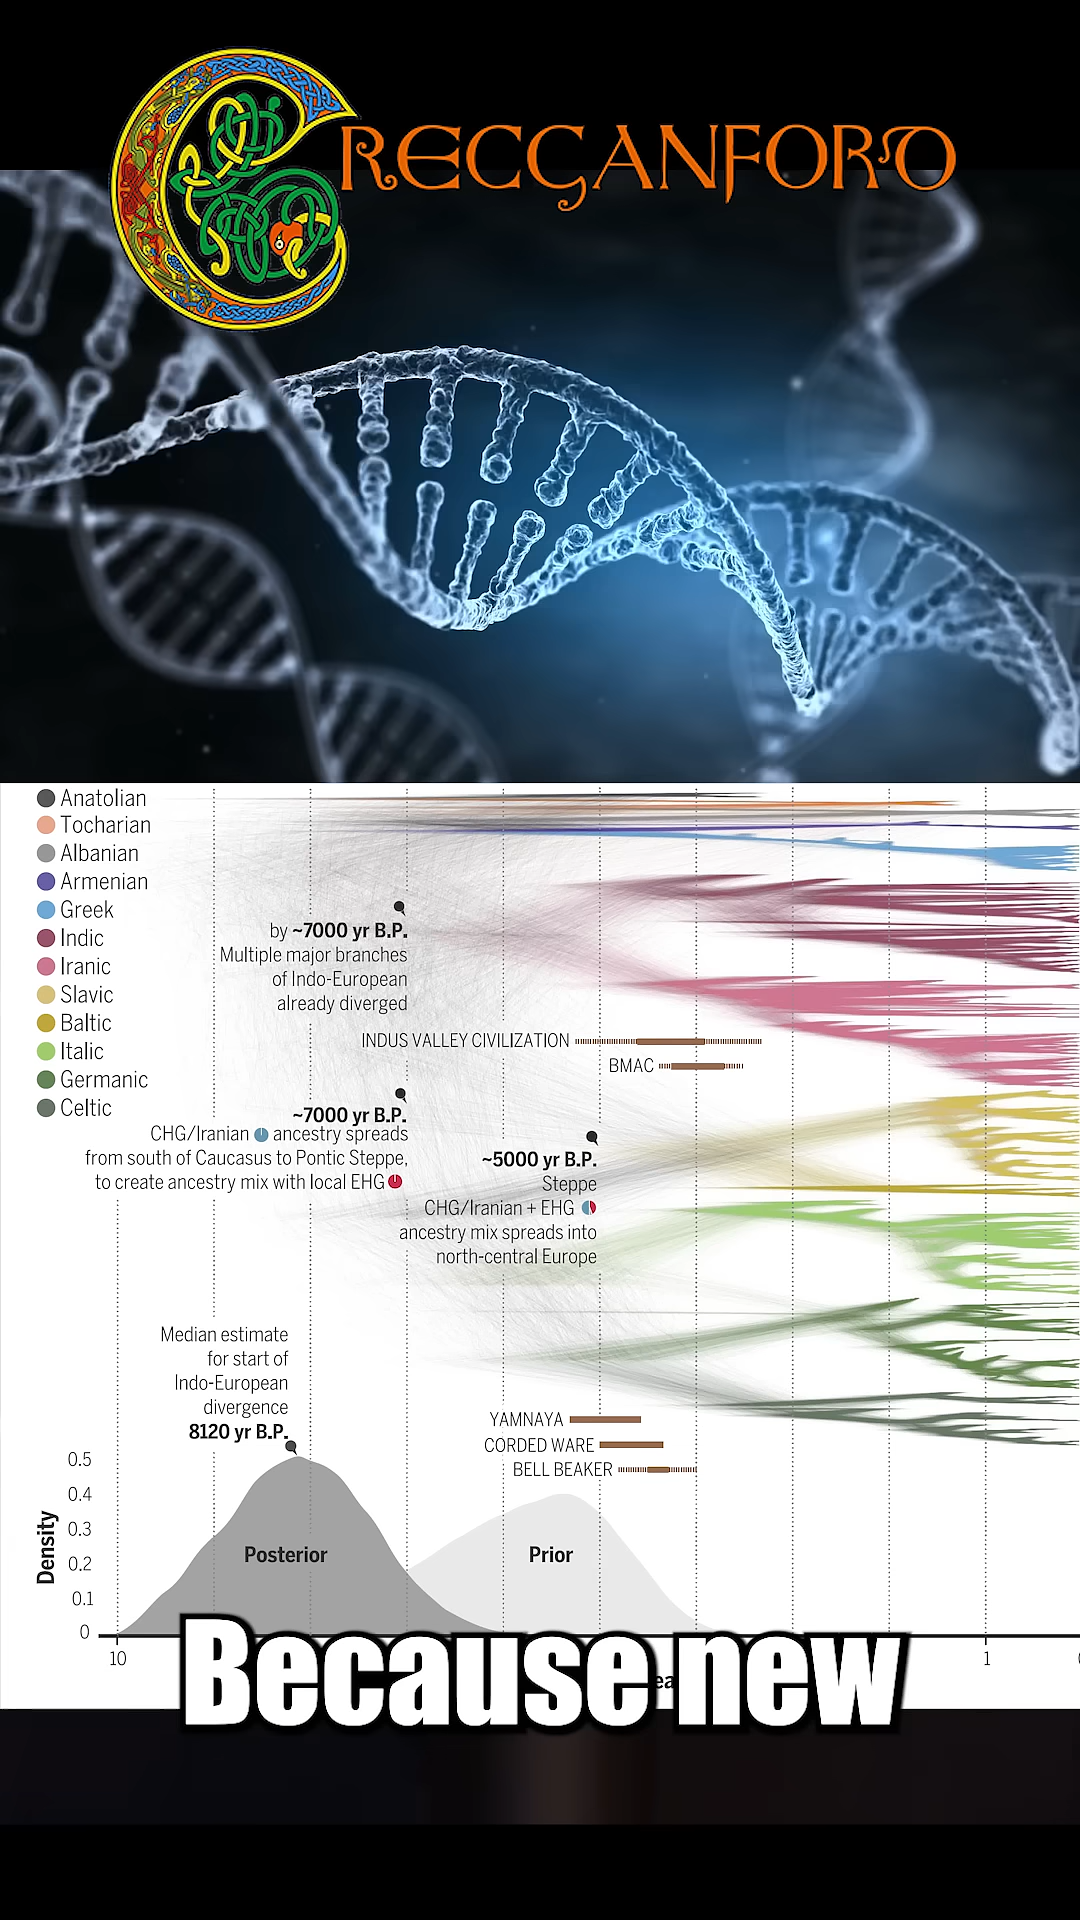 CRECGANFORD
Anatolian
Tocharian
Albanian
Armenian
Greek
Indic
Iranic
Slavic
Baltic
Italic
Germanic
Celtic
by ~7000 yr B.P.
Multiple major branches
of Indo-European
already diverged
INDUS VALLEY CIVILIZATION
BMAC
~7000 yr B.P.
CHG/Iranian ancestry spreads
from south of Caucasus to Pontic Steppe,
to create ancestry mix with local EHG
~5000 yr B.P.
Steppe
CHG/Iranian + EHG
ancestry mix spreads into
north-central Europe
Median estimate
for start of
Indo-European
divergence
8120 yr B.P.
YAMNAYA
CORDED WARE
BELL BEAKER
0.5
0.4
0.3
0.2
0.1
0
Density
Posterior
Prior
10
1
Because new